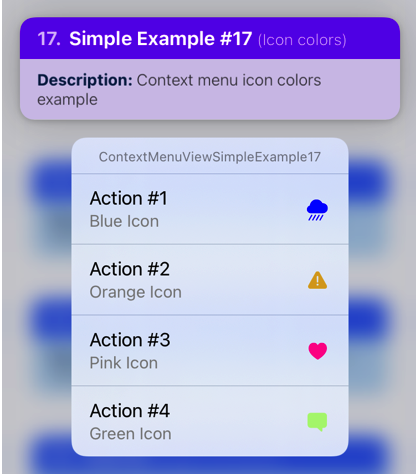 17. Simple Example #17 (Icon colors)
Description: Context menu icon colors
example
ContextMenuViewSimpleExample17
Action #1
Blue Icon
Action #2
Orange Icon
Action #3
Pink Icon
Action #4
Green Icon